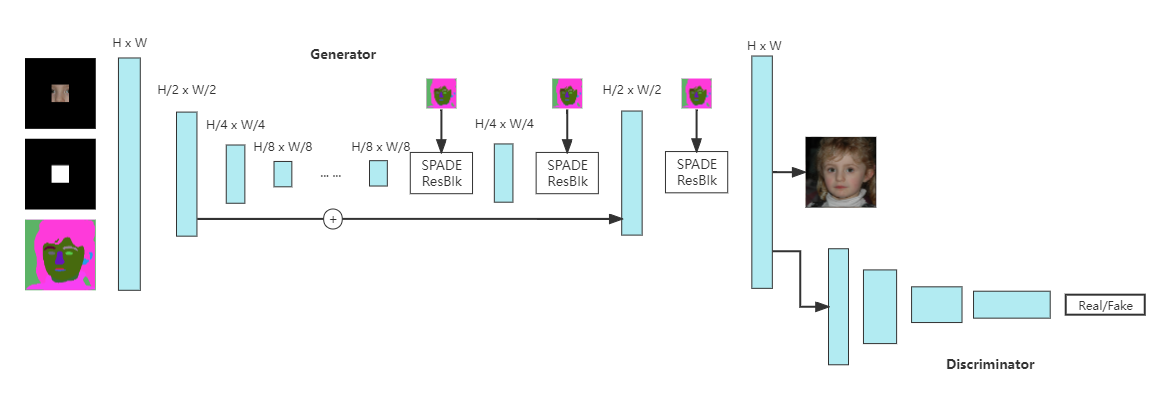 H x W
Generator
H x W
H/2 x W/2
H/2 x W/2
H/4 x W/4
H/4 x W/4
H/8 x W/8
H/8 x W/8
... ...
SPADE
ResBlk
SPADE
ResBlk
SPADE
ResBlk
+
Real/Fake
Discriminator